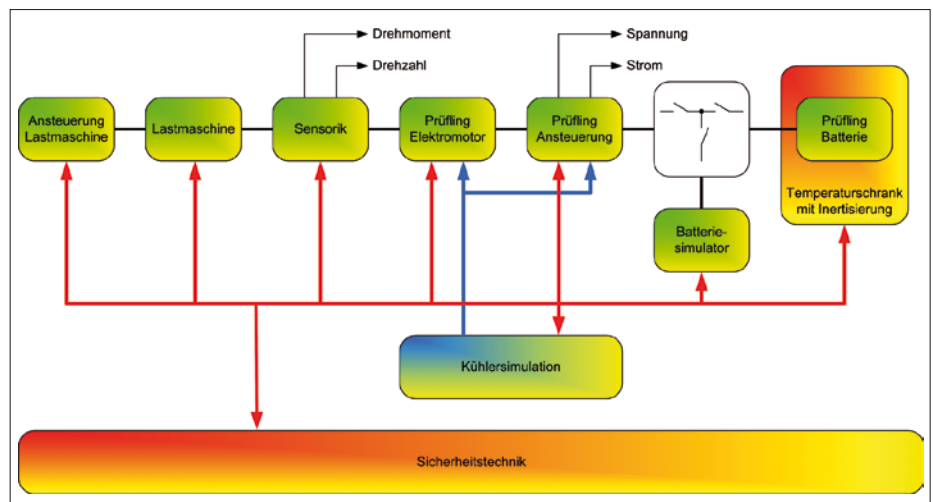 Drehmoment
Spannung
Drehzahl
Strom
Ansteuerung
Lastmaschine
Lastmaschine
Sensorik
Prüfling
Elektromotor
Prüfling
Ansteuerung
Prüfling
Batterie
Temperaturschrank
mit Inertisierung
Batterie-
simulator
Kühlersimulation
Sicherheitstechnik